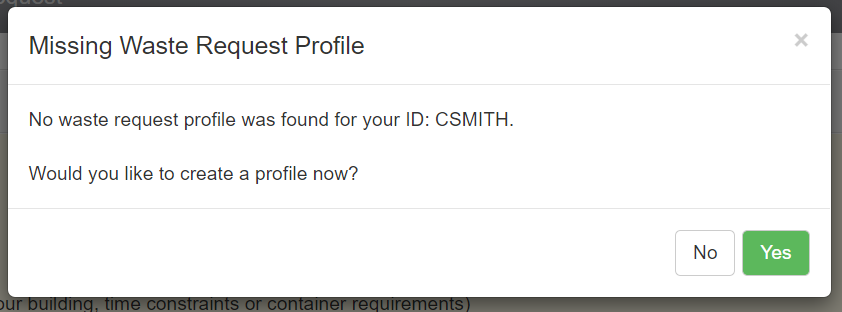 Missing Waste Request Profile
×
No waste request profile was found for your ID: CSMITH.
Would you like to create a profile now?
No
Yes
our building, time constraints or container requirements)